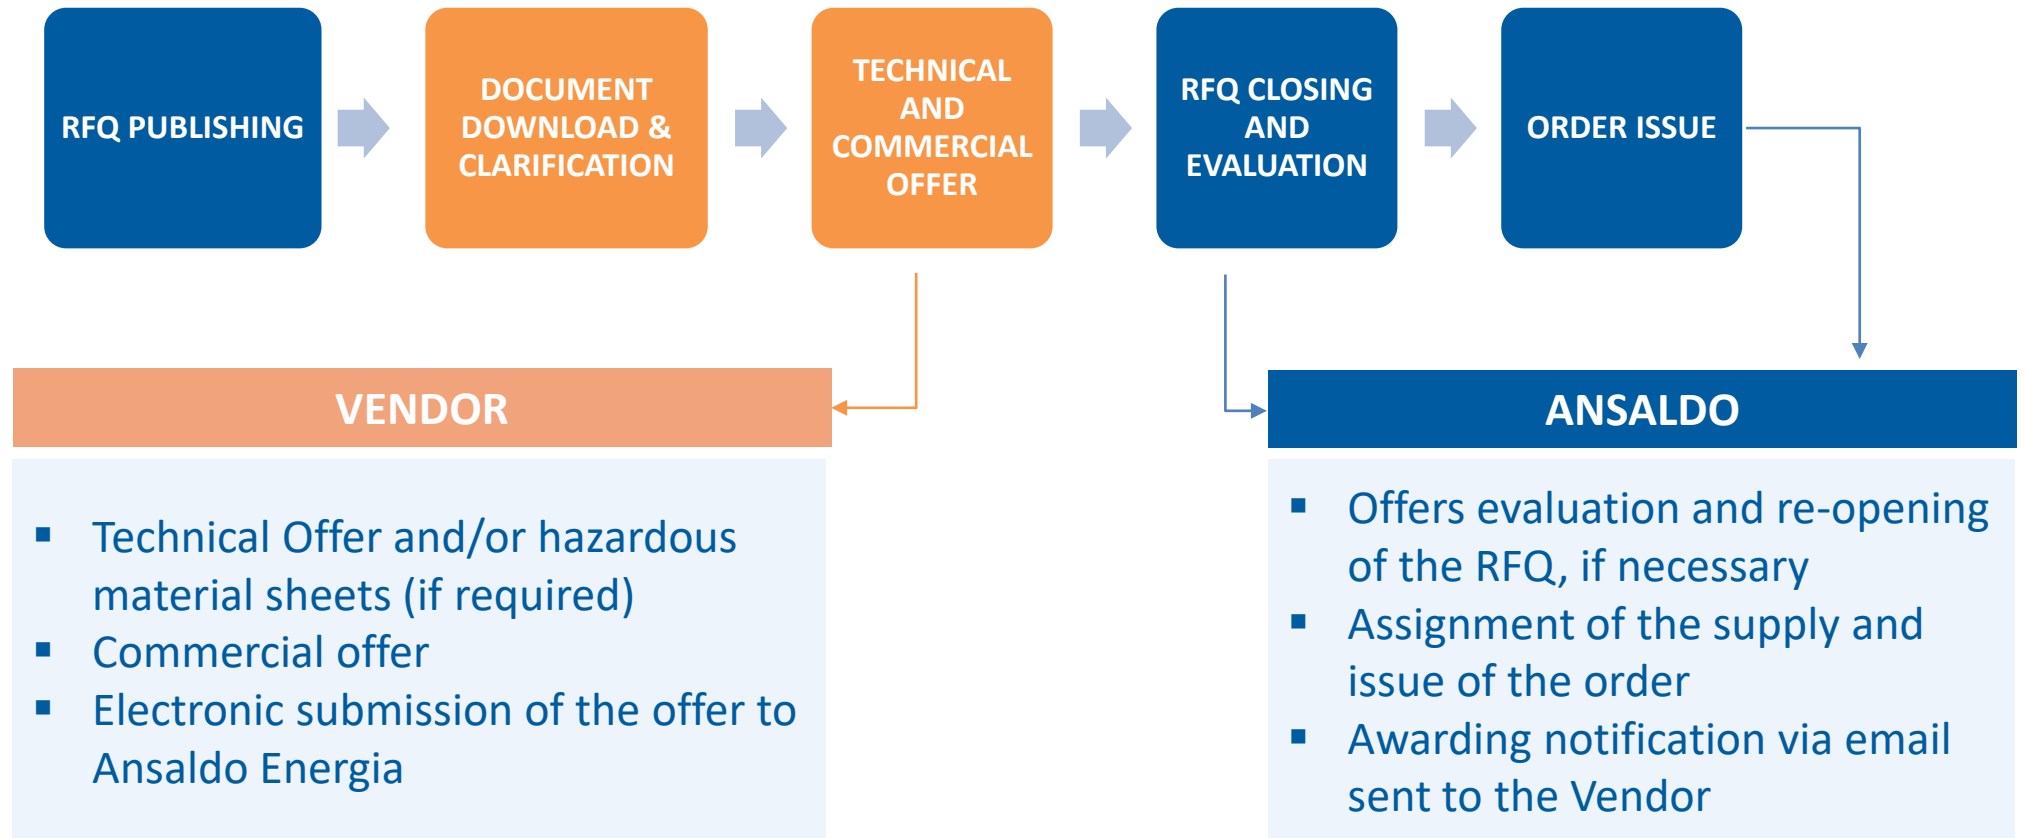 RFQ PUBLISHING
DOCUMENT
DOWNLOAD &
CLARIFICATION
TECHNICAL
AND
COMMERCIAL
OFFER
RFQ CLOSING
AND
EVALUATION
ORDER ISSUE
VENDOR
▪ Technical Offer and/or hazardous
material sheets (if required)
▪ Commercial offer
▪ Electronic submission of the offer to
Ansaldo Energia
ANSALDO
▪ Offers evaluation and re-opening
of the RFQ, if necessary
▪ Assignment of the supply and
issue of the order
▪ Awarding notification via email
sent to the Vendor